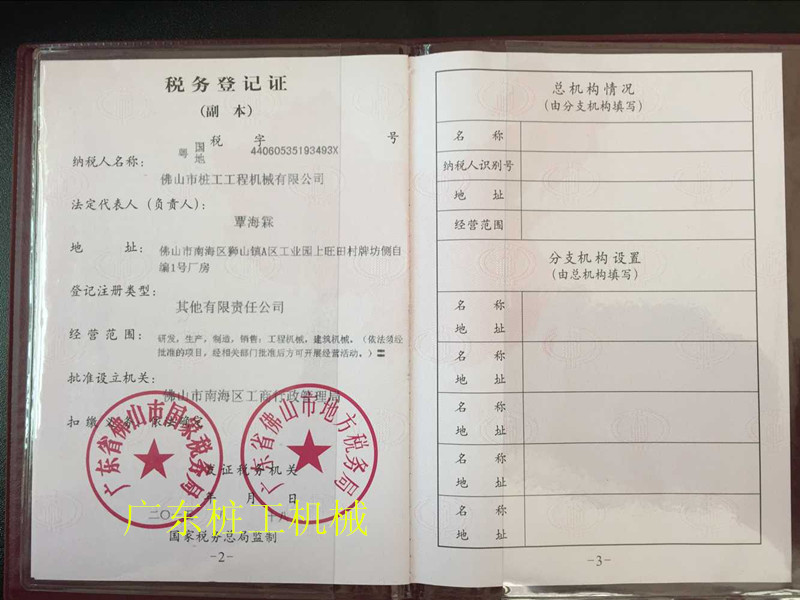 税务登记证
(副 本)
粤 国 税 字 44060535193493X 号
地
纳税人名称：
佛山市桩工工程机械有限公司
法定代表人（负责人）：
覃海霖
地 址：
佛山市南海区狮山镇A区工业园上旺田村牌坊侧自
编1号厂房
登记注册类型：
其他有限责任公司
经营范围：
研发，生产，制造，销售：工程机械，建筑机械。（依法须经
批准的项目，经相关部门批准后方可开展经营活动。）
批准设立机关：
佛山市南海区工商行政管理局
扣缴义务：依法确定
广东省佛山市国家税务局
广东省佛山市地方税务局
发证税务机关
年 月 日
二〇
国家税务总局监制
-2-
广东桩工机械
总机构情况
(由分支机构填写)
名 称
纳税人识别号
地 址
经营范围
分支机构设置
(由总机构填写)
名 称
地 址
名 称
地 址
名 称
地 址
名 称
地 址
名 称
地 址
-3-